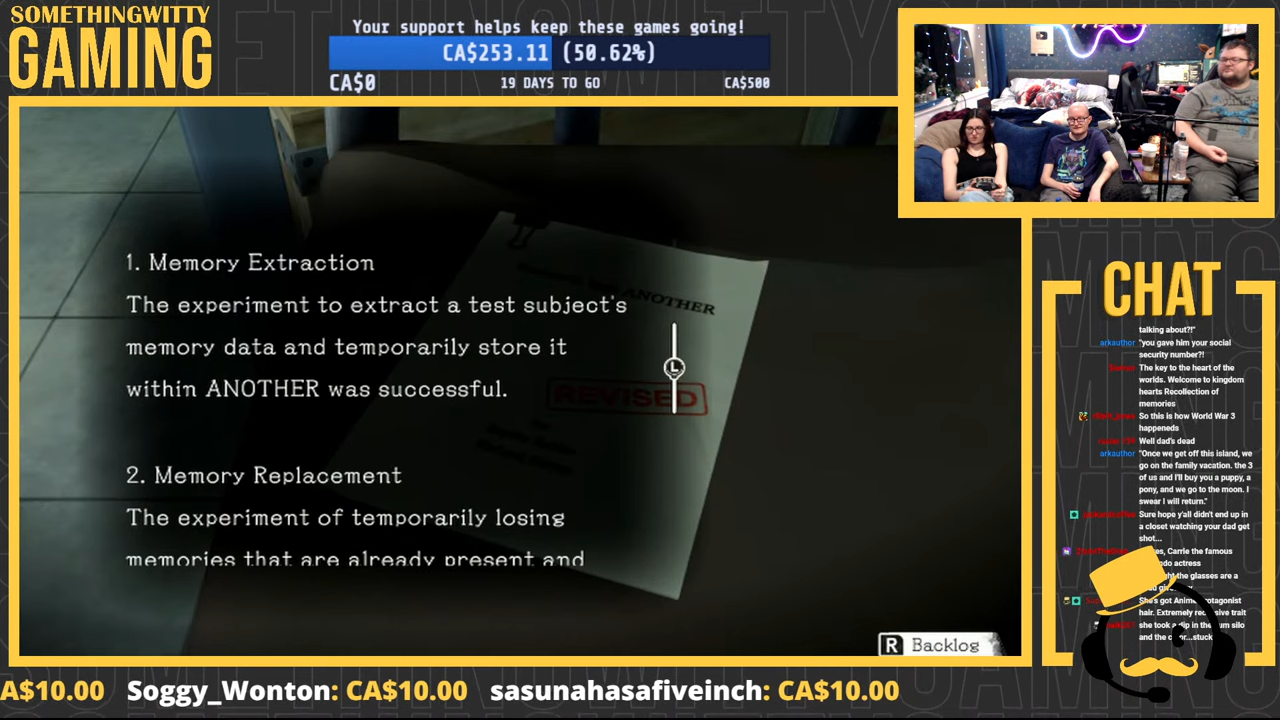 SOMETHINGWITTY
GAMING
Your support helps keep these games going!
CA$253.11 (50.62%)
CA$0
19 DAYS TO GO
CA$500
1. Memory Extraction
The experiment to extract a test subject's
memory data and temporarily store it
within ANOTHER was successful.
2. Memory Replacement
The experiment of temporarily losing
memories that are already present and
ANOTHER
REVISED
L
R Backlog
CHAT
talking about?!"
arkauthor "you gave him your social
security number?!
The key to the heart of the
worlds. Welcome to kingdom
hearts Recollection of
memories
So this is how World War 3
happeneds
Well dad's dead
arkauthor "Once we get off this island, we
go on the family vacation. the 3
of us and I'll buy you a puppy, a
pony, and we go to the moon. I
swear I will return."
Sure hope y'all didn't end up in
a closet watching your dad get
shot...
Carrie the famous
actress
the glasses are a
She's got Anime
hair. Extremely trait
she took a dip in the silo
and the stuck
A$10.00 Soggy_Wonton: CA$10.00 sasunahasafiveinch: CA$10.00